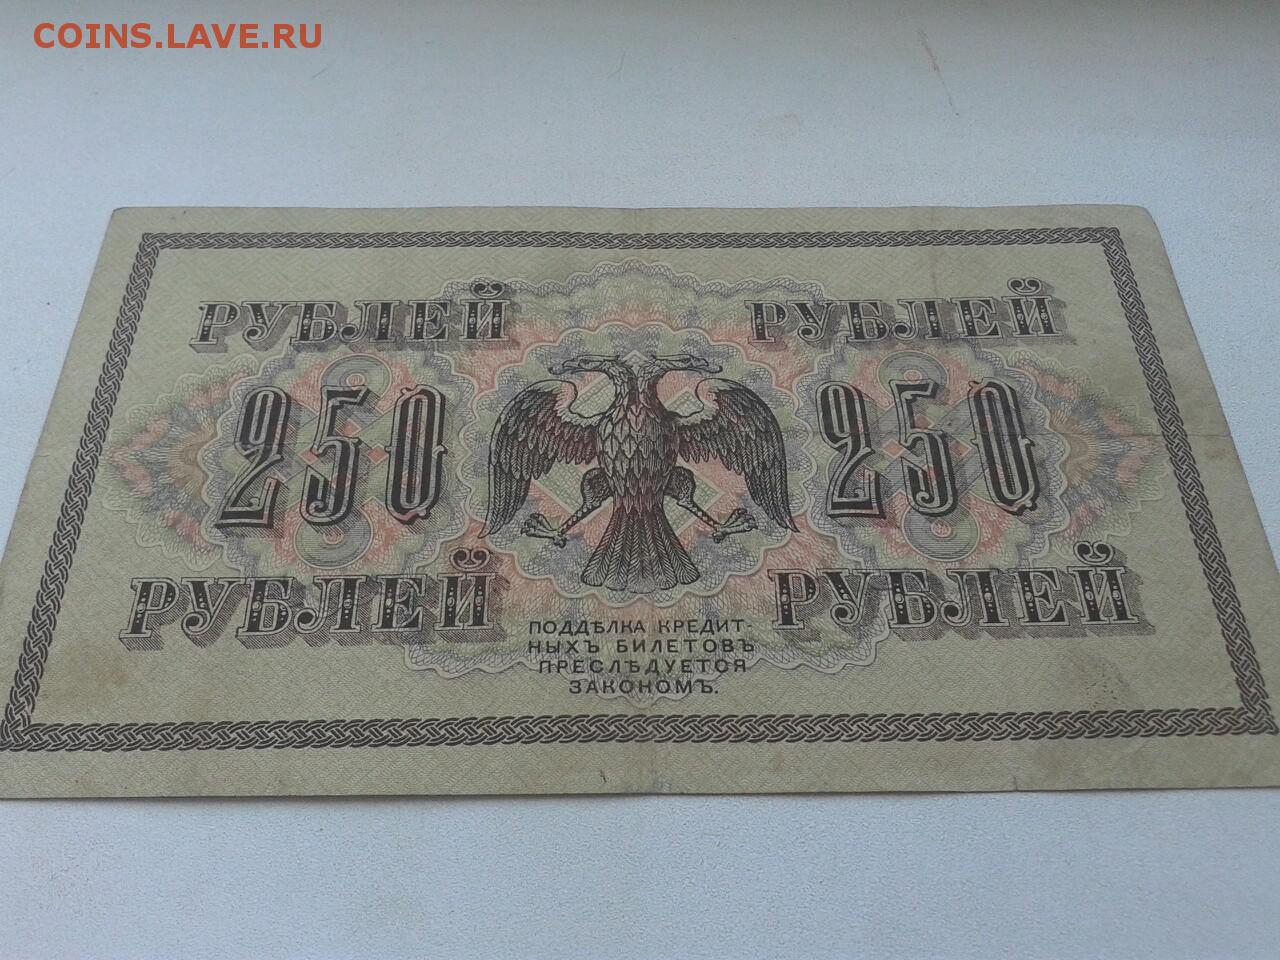 COINS.LAVE.RU
РУБЛЕЙ РУБЛЕЙ
250 250
РУБЛЕЙ РУБЛЕЙ
ПОДДѢЛКА КРЕДИТ-
НЫХЪ БИЛЕТОВЪ
ПРЕСЛѢДУЕТСЯ
ЗАКОНОМЪ.